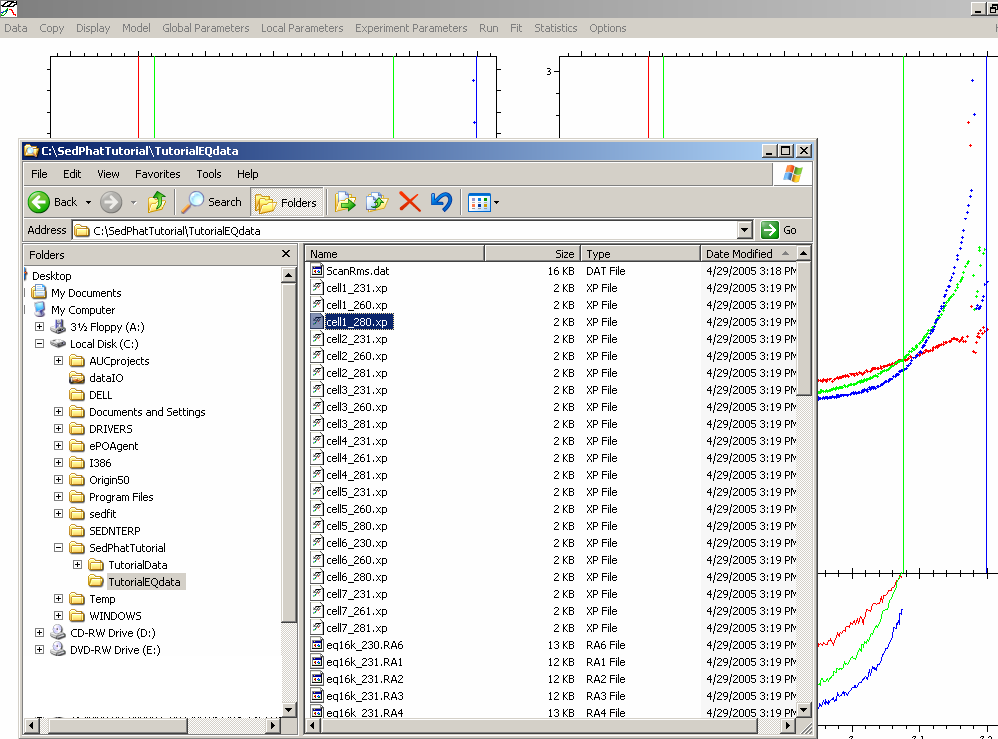 Data Copy Display Model Global Parameters Local Parameters Experiment Parameters Run Fit Statistics Options
3
C:\SedPhatTutorial\TutorialEQdata
File Edit View Favorites Tools Help
Back Search Folders
Address C:\SedPhatTutorial\TutorialEQdata Go
Folders
Desktop
My Documents
My Computer
3½ Floppy (A:)
Local Disk (C:)
AUCprojects
dataIO
DELL
Documents and Settings
DRIVERS
ePOAgent
I386
Origin50
Program Files
sedfit
SEDNTERP
SedPhatTutorial
TutorialData
TutorialEQdata
Temp
WINDOWS
CD-RW Drive (D:)
DVD-RW Drive (E:)
Name Size Type Date Modified
ScanRms.dat 16 KB DAT File 4/29/2005 3:18 PM
cell1_231.xp 2 KB XP File 4/29/2005 3:19 PM
cell1_260.xp 2 KB XP File 4/29/2005 3:19 PM
cell1_280.xp 2 KB XP File 4/29/2005 3:19 PM
cell2_231.xp 2 KB XP File 4/29/2005 3:19 PM
cell2_260.xp 2 KB XP File 4/29/2005 3:19 PM
cell2_281.xp 2 KB XP File 4/29/2005 3:19 PM
cell3_231.xp 2 KB XP File 4/29/2005 3:19 PM
cell3_260.xp 2 KB XP File 4/29/2005 3:19 PM
cell3_281.xp 2 KB XP File 4/29/2005 3:19 PM
cell4_231.xp 2 KB XP File 4/29/2005 3:19 PM
cell4_261.xp 2 KB XP File 4/29/2005 3:19 PM
cell4_281.xp 2 KB XP File 4/29/2005 3:19 PM
cell5_231.xp 2 KB XP File 4/29/2005 3:19 PM
cell5_260.xp 2 KB XP File 4/29/2005 3:19 PM
cell5_280.xp 2 KB XP File 4/29/2005 3:19 PM
cell6_230.xp 2 KB XP File 4/29/2005 3:19 PM
cell6_260.xp 2 KB XP File 4/29/2005 3:19 PM
cell6_280.xp 2 KB XP File 4/29/2005 3:19 PM
cell7_231.xp 2 KB XP File 4/29/2005 3:19 PM
cell7_261.xp 2 KB XP File 4/29/2005 3:19 PM
cell7_281.xp 2 KB XP File 4/29/2005 3:19 PM
eq16k_230.RA6 13 KB RA6 File 4/29/2005 3:19 PM
eq16k_231.RA1 12 KB RA1 File 4/29/2005 3:19 PM
eq16k_231.RA2 12 KB RA2 File 4/29/2005 3:19 PM
eq16k_231.RA3 12 KB RA3 File 4/29/2005 3:19 PM
eq16k_231.RA4 13 KB RA4 File 4/29/2005 3:19 PM